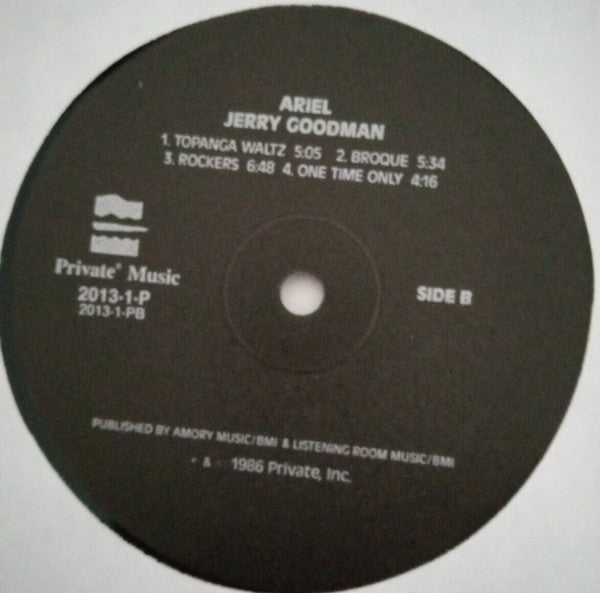 ARIEL
JERRY GOODMAN
1. TOPANGA WALTZ 5:05 2. BROQUE 5:34
3. ROCKERS 6:48 4. ONE TIME ONLY 4:16
Private® Music
2013-1-P
2013-1-PB
SIDE B
PUBLISHED BY AMORY MUSIC/BMI & LISTENING ROOM MUSIC/BMI
& 1986 Private, Inc.